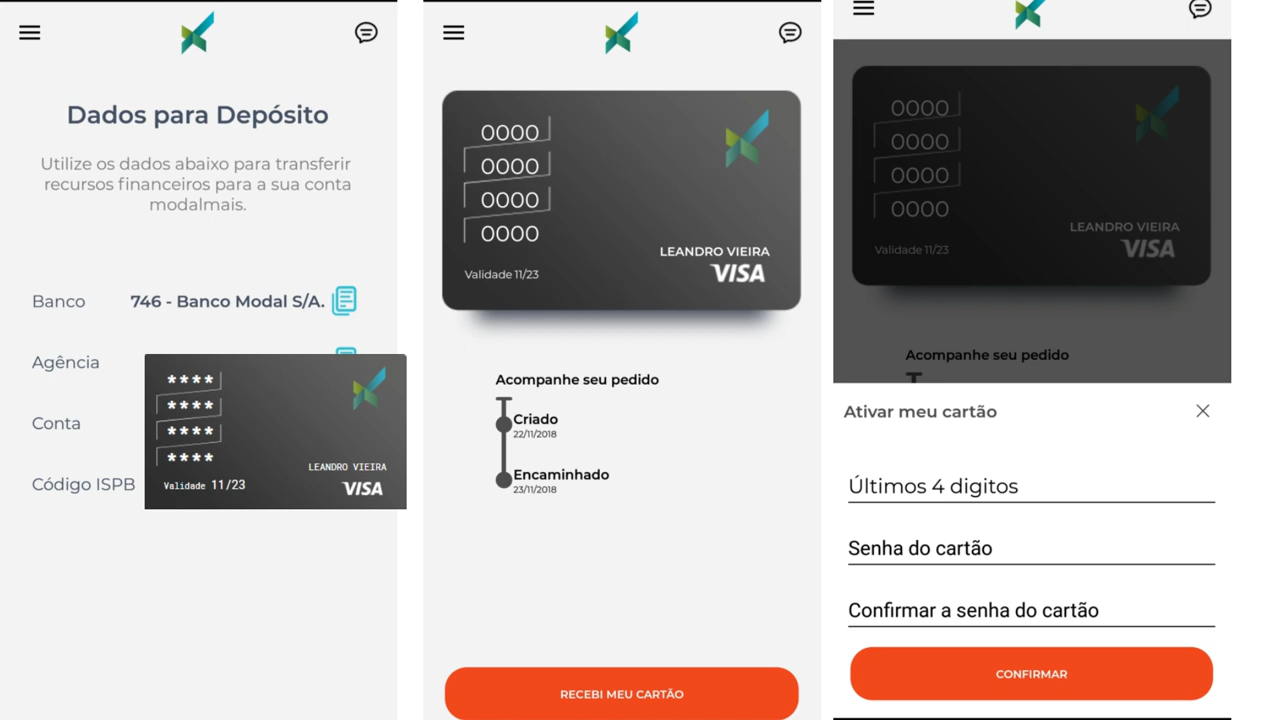 Dados para Depósito
Utilize os dados abaixo para transferir
recursos financeiros para a sua conta
modalmais.
Banco 746 - Banco Modal S/A.
Agência
Conta
Código ISPB
****
****
****
****
LEANDRO VIEIRA
Validade 11/23
VISA
0000
0000
0000
0000
LEANDRO VIEIRA
Validade 11/23
VISA
Acompanhe seu pedido
Criado
22/11/2018
Encaminhado
23/11/2018
RECEBI MEU CARTÃO
0000
0000
0000
0000
LEANDRO VIEIRA
Validade 11/23
VISA
Acompanhe seu pedido
Ativar meu cartão
Últimos 4 digitos
Senha do cartão
Confirmar a senha do cartão
CONFIRMAR